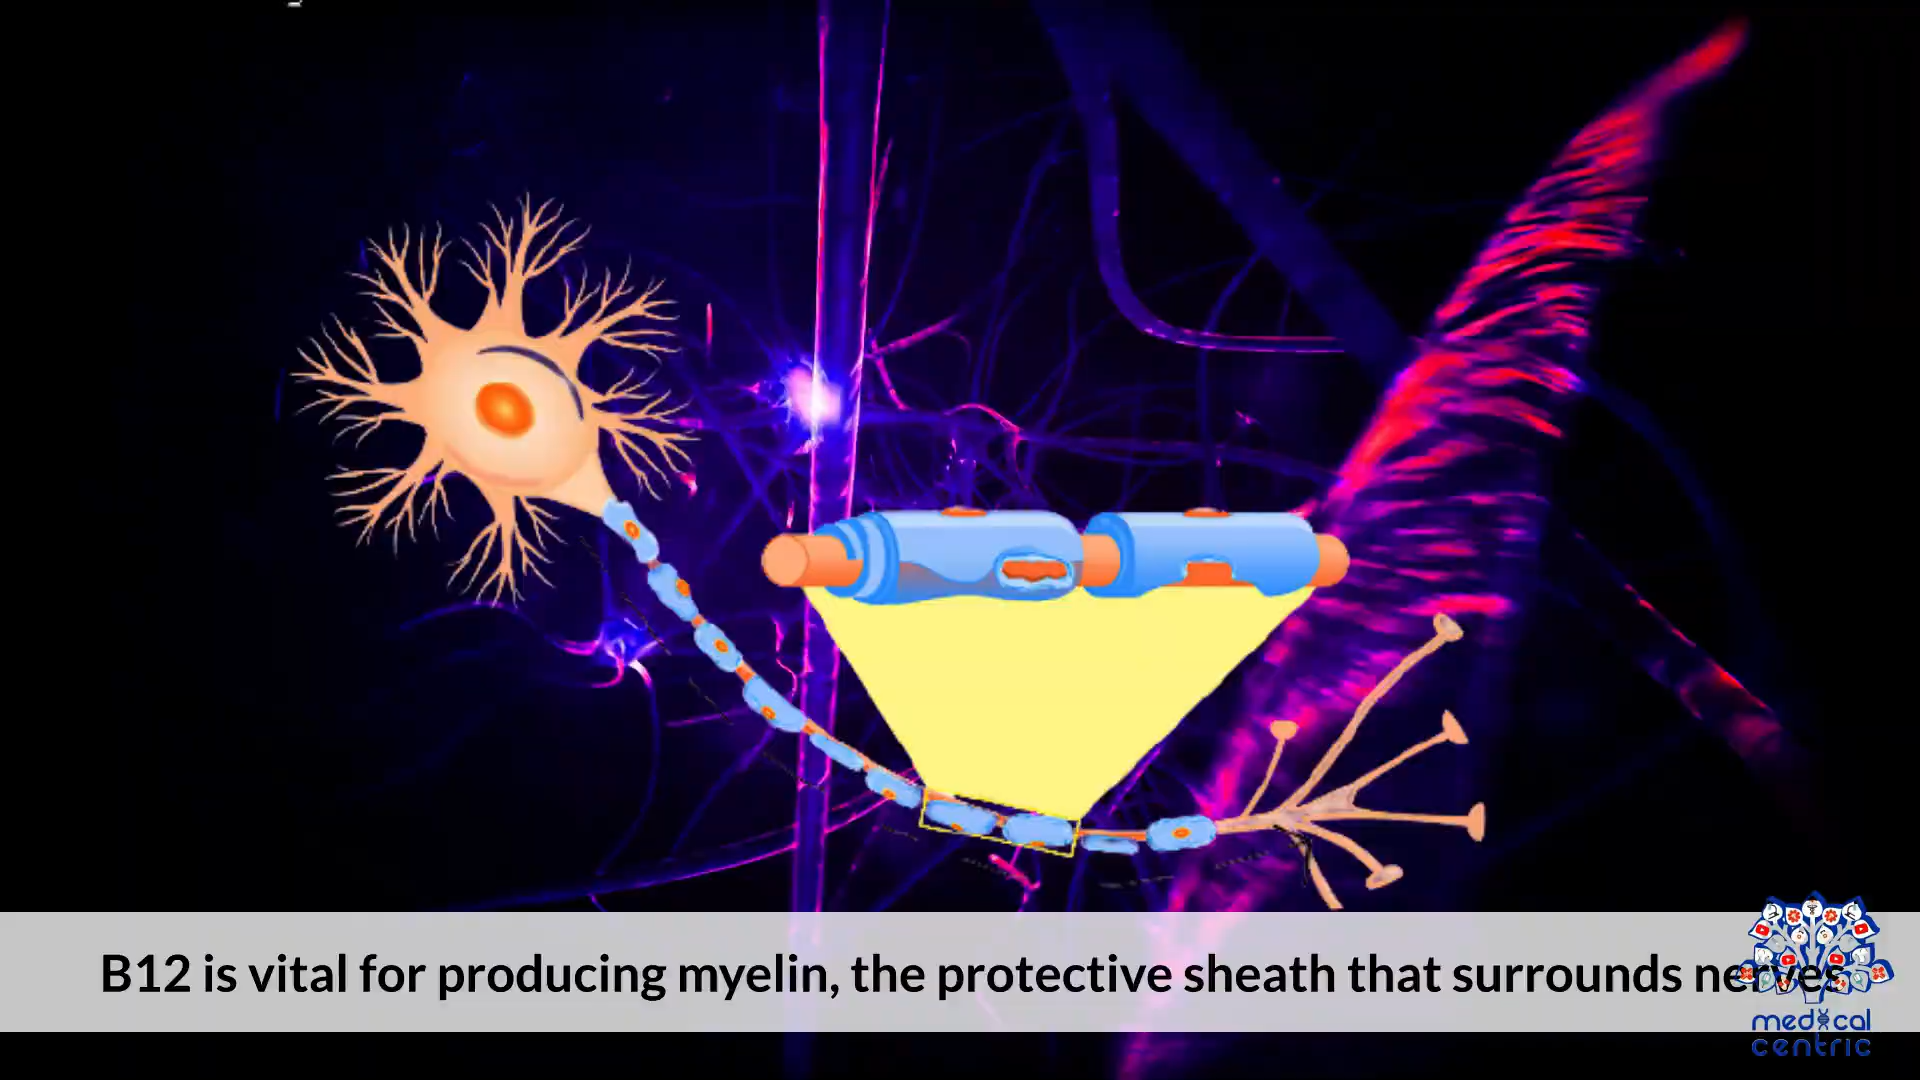 B12 is vital for producing myelin, the protective sheath that surrounds nerves
medical
centric